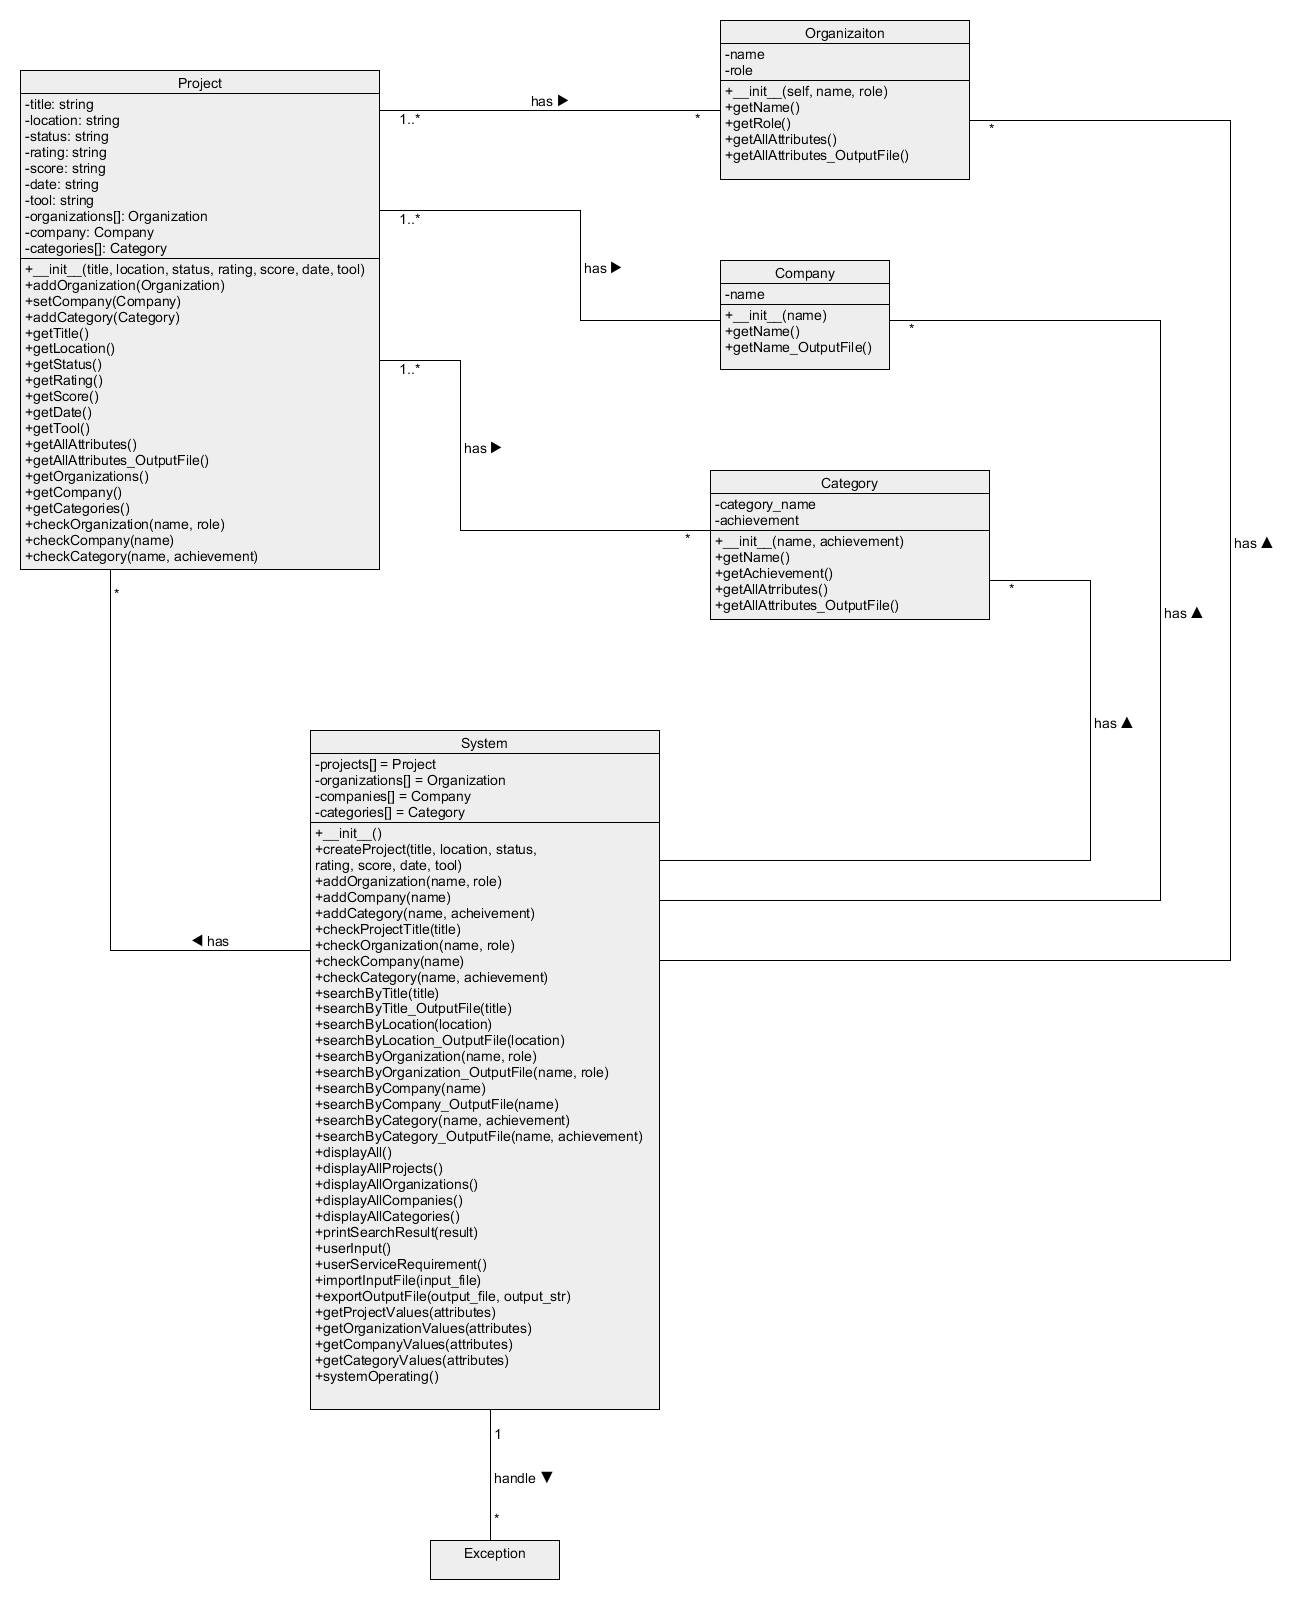 Organizaiton
-name
-role
+__init__(self, name, role)
+getName()
+getRole()
+getAllAttributes()
+getAllAttributes_OutputFile()
Project
-title: string
-location: string
-status: string
-rating: string
-score: string
-date: string
-tool: string
-organizations[]: Organization
-company: Company
-categories[]: Category
+__init__(title, location, status, rating, score, date, tool)
+addOrganization(Organization)
+setCompany(Company)
+addCategory(Category)
+getTitle()
+getLocation()
+getStatus()
+getRating()
+getScore()
+getDate()
+getTool()
+getAllAttributes()
+getAllAttributes_OutputFile()
+getOrganizations()
+getCompany()
+getCategories()
+checkOrganization(name, role)
+checkCompany(name)
+checkCategory(name, achievement)
has ▶
1..*
*
*
1..*
has ▶
Company
-name
+__init__(name)
+getName()
+getName_OutputFile()
*
1..*
has ▶
*
Category
-category_name
-achievement
+__init__(name, achievement)
+getName()
+getAchievement()
+getAllAtrributes()
+getAllAttributes_OutputFile()
*
has ▲
has ▲
has ▲
*
◀ has
System
-projects[] = Project
-organizations[] = Organization
-companies[] = Company
-categories[] = Category
+__init__()
+createProject(title, location, status,
rating, score, date, tool)
+addOrganization(name, role)
+addCompany(name)
+addCategory(name, acheivement)
+checkProjectTitle(title)
+checkOrganization(name, role)
+checkCompany(name)
+checkCategory(name, achievement)
+searchByTitle(title)
+searchByTitle_OutputFile(title)
+searchByLocation(location)
+searchByLocation_OutputFile(location)
+searchByOrganization(name, role)
+searchByOrganization_OutputFile(name, role)
+searchByCompany(name)
+searchByCompany_OutputFile(name)
+searchByCategory(name, achievement)
+searchByCategory_OutputFile(name, achievement)
+displayAll()
+displayAllProjects()
+displayAllOrganizations()
+displayAllCompanies()
+displayAllCategories()
+printSearchResult(result)
+userInput()
+userServiceRequirement()
+importInputFile(input_file)
+exportOutputFile(output_file, output_str)
+getProjectValues(attributes)
+getOrganizationValues(attributes)
+getCompanyValues(attributes)
+getCategoryValues(attributes)
+systemOperating()
1
handle ▼
*
Exception